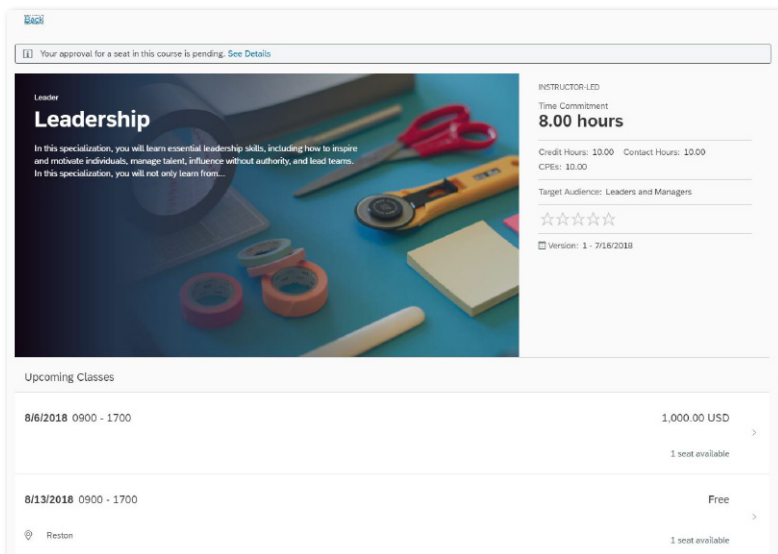 Back
Your approval for a seat in this course is pending. See Details
Leader
Leadership
In this specialization, you will learn essential leadership skills, including how to inspire
and motivate individuals, manage talent, influence without authority, and lead teams.
In this specialization, you will not only learn from...
INSTRUCTOR-LED
Time Commitment
8.00 hours
Credit Hours: 10.00 Contact Hours: 10.00
CPEs: 10.00
Target Audience: Leaders and Managers
Version: 1 - 7/16/2018
Upcoming Classes
8/6/2018 0900 - 1700
1,000.00 USD
1 seat available
8/13/2018 0900 - 1700
Free
Reston
1 seat available